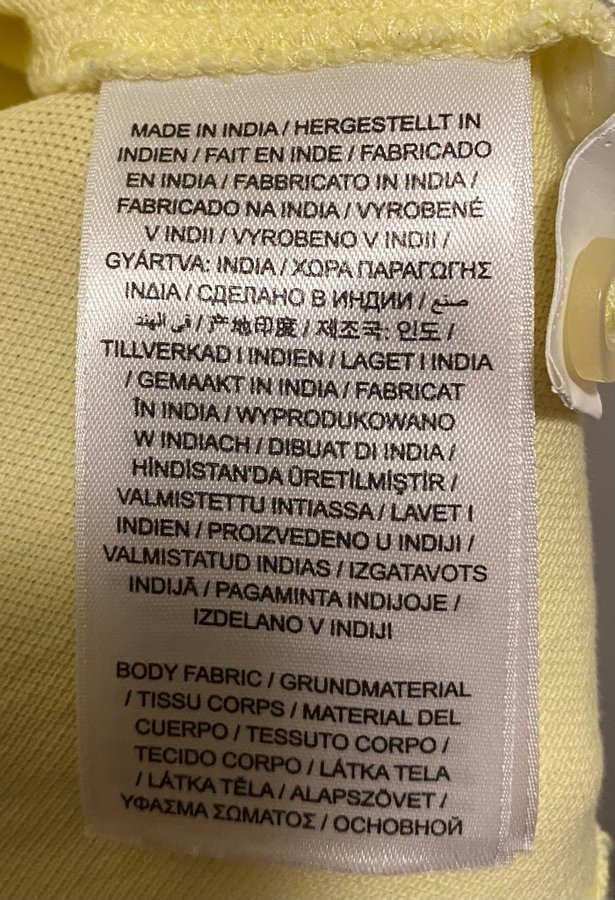 MADE IN INDIA / HERGESTELLT IN
INDIEN / FAIT EN INDE / FABRICADO
EN INDIA / FABBRICATO IN INDIA /
FABRICADO NA INDIA / VYROBENÉ
V INDII / VYROBENO V INDII /
GYÁRTVA: INDIA / ΧΩΡΑ ΠΑΡΑΓΩΓΗΣ
ΙΝΔΙΑ / СДЕЛАНО В ИНДИИ / صنع
في الهند / 产地印度 / 제조국: 인도 /
TILLVERKAD I INDIEN / LAGET I INDIA
/ GEMAAKT IN INDIA / FABRICAT
ÎN INDIA / WYPRODUKOWANO
W INDIACH / DIBUAT DI INDIA /
HİNDİSTAN'DA ÜRETİLMİŞTİR /
VALMISTETTU INTIASSA / LAVET I
INDIEN / PROIZVEDENO U INDIJI /
VALMISTATUD INDIAS / IZGATAVOTS
INDIJĀ / PAGAMINTA INDIJOJE /
IZDELANO V INDIJI
BODY FABRIC / GRUNDMATERIAL
/ TISSU CORPS / MATERIAL DEL
CUERPO / TESSUTO CORPO /
TECIDO CORPO / LÁTKA TELA
/ LÁTKA TĚLA / ALAPSZÖVET /
ΥΦΑΣΜΑ ΣΩΜΑΤΟΣ / ОСНОВНОЙ